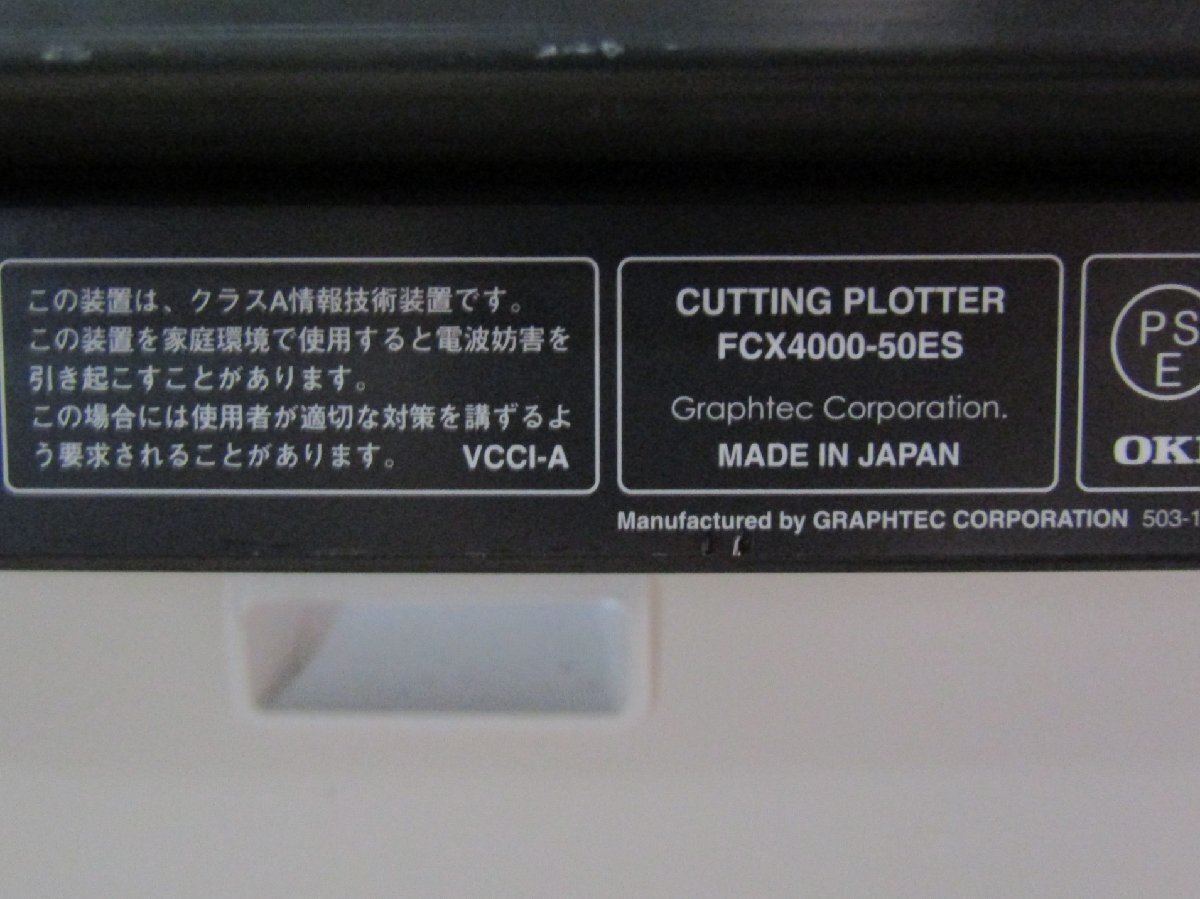 この装置は、クラスA情報技術装置です。
この装置を家庭環境で使用すると電波妨害を
引き起こすことがあります。
この場合には使用者が適切な対策を講ずるよ
う要求されることがあります。 VCCI-A
CUTTING PLOTTER
FCX4000-50ES
Graphtec Corporation.
MADE IN JAPAN
Manufactured by GRAPHTEC CORPORATION 503-1
PS
E